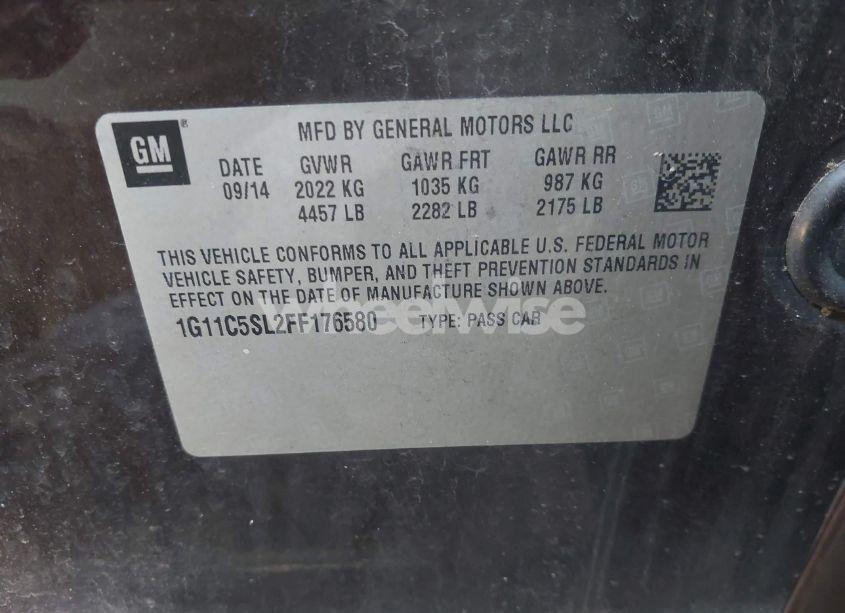 GM ®
MFD BY GENERAL MOTORS LLC
DATE GVWR GAWR FRT GAWR RR
09/14 2022 KG 1035 KG 987 KG
4457 LB 2282 LB 2175 LB
THIS VEHICLE CONFORMS TO ALL APPLICABLE U.S. FEDERAL MOTOR
VEHICLE SAFETY, BUMPER, AND THEFT PREVENTION STANDARDS IN
EFFECT ON THE DATE OF MANUFACTURE SHOWN ABOVE.
1G11C5SL2FF176580 TYPE: PASS CAR
Wheelwise